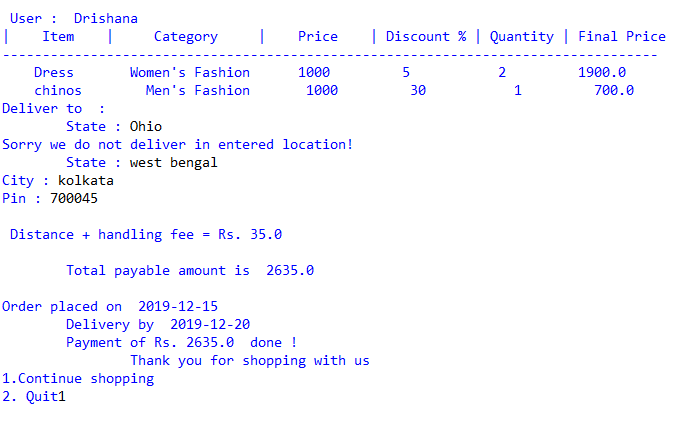 User :  Drishana
|    Item    |     Category     |    Price    | Discount % | Quantity | Final Price
----------------------------------------------------------------------------------
    Dress       Women's Fashion      1000         5           2         1900.0
    chinos        Men's Fashion       1000         30           1         700.0
Deliver to  :
        State : Ohio
Sorry we do not deliver in entered location!
        State : west bengal
City : kolkata
Pin : 700045
 Distance + handling fee = Rs. 35.0
        Total payable amount is  2635.0
Order placed on  2019-12-15
        Delivery by  2019-12-20
        Payment of Rs. 2635.0  done !
                Thank you for shopping with us
1.Continue shopping
2. Quit1